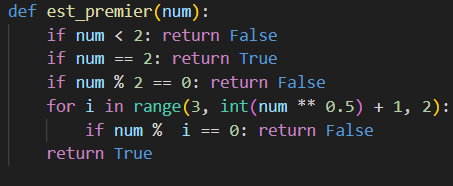 def est_premier(num):
    if num < 2: return False
    if num == 2: return True
    if num % 2 == 0: return False
    for i in range(3, int(num ** 0.5) + 1, 2):
        if num %  i == 0: return False
    return True